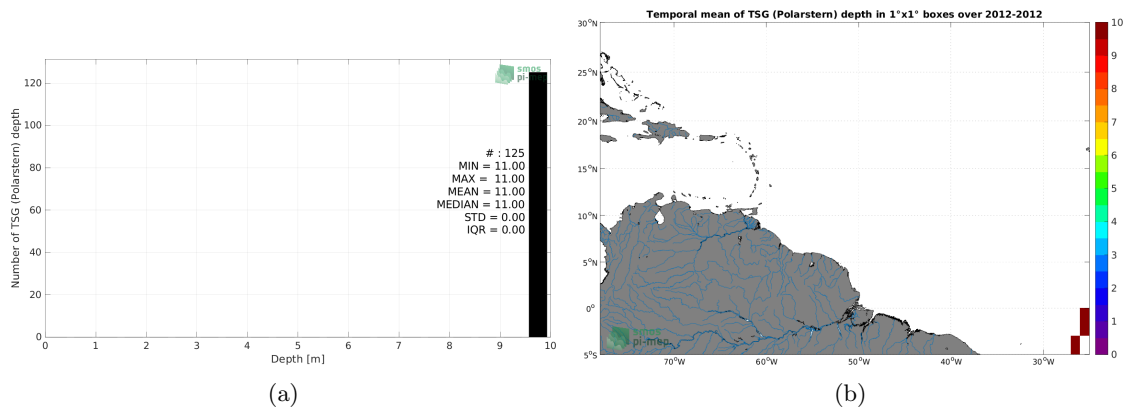 Number of TSG (Polarstern) depth
120
100
80
60
40
20
0
smos
pi-mep
# : 125
MIN = 11.00
MAX = 11.00
MEAN = 11.00
MEDIAN = 11.00
STD = 0.00
IQR = 0.00
0 1 2 3 4 5 6 7 8 9 10
Depth [m]
(a)
Temporal mean of TSG (Polarstern) depth in 1°x1° boxes over 2012-2012
30°N
25°N
20°N
15°N
10°N
5°N
0°
5°S
smos
pi-mep
70°W 60°W 50°W 40°W 30°W
10
9
8
7
6
5
4
3
2
1
0
(b)